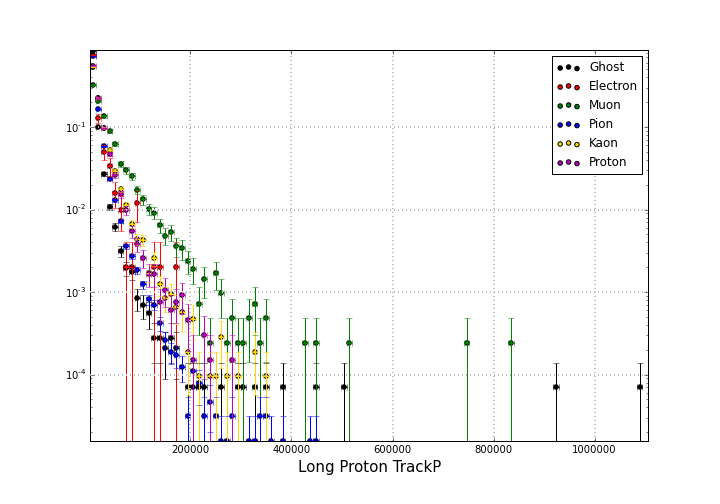 Ghost
Electron
Muon
Pion
Kaon
Proton
10⁻¹
10⁻²
10⁻³
10⁻⁴
200000 400000 600000 800000 1000000
Long Proton TrackP